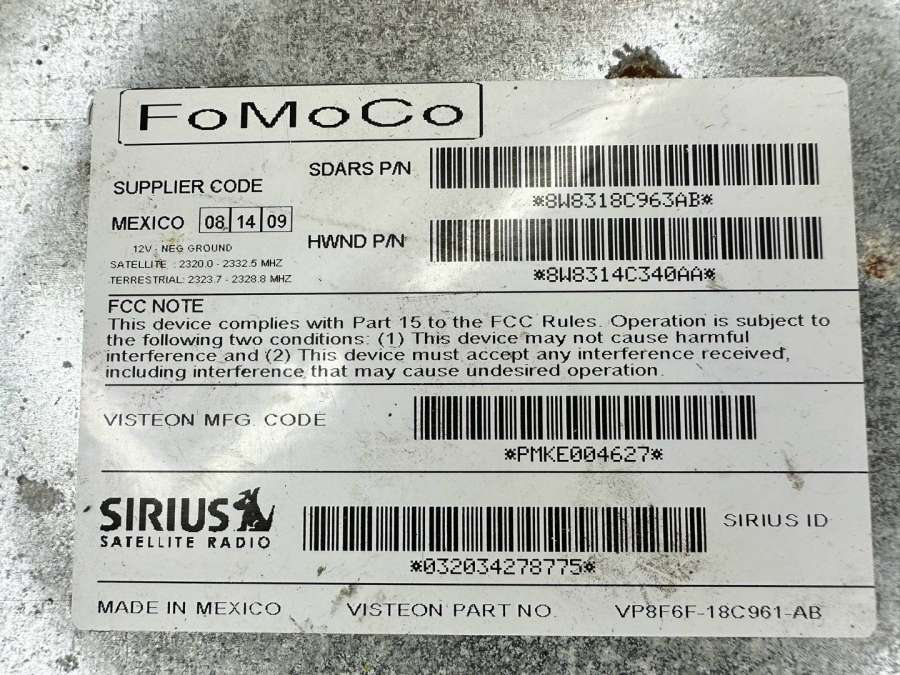 FoMoCo
SUPPLIER CODE
SDARS P/N
*8W8318C963AB*
MEXICO 08 14 09
HWND P/N
*8W8314C340AA*
12V - NEG GROUND
SATELLITE : 2320.0 - 2332.5 MHZ
TERRESTRIAL: 2323.7 - 2328.8 MHZ
FCC NOTE
This device complies with Part 15 to the FCC Rules. Operation is subject to
the following two conditions: (1) This device may not cause harmful
interference and (2) This device must accept any interference received,
including interference that may cause undesired operation.
VISTEON MFG. CODE
*PMKE004627*
SIRIUS
SATELLITE RADIO
SIRIUS ID
*032034278775*
MADE IN MEXICO VISTEON PART NO. VP8F6F-18C961-AB